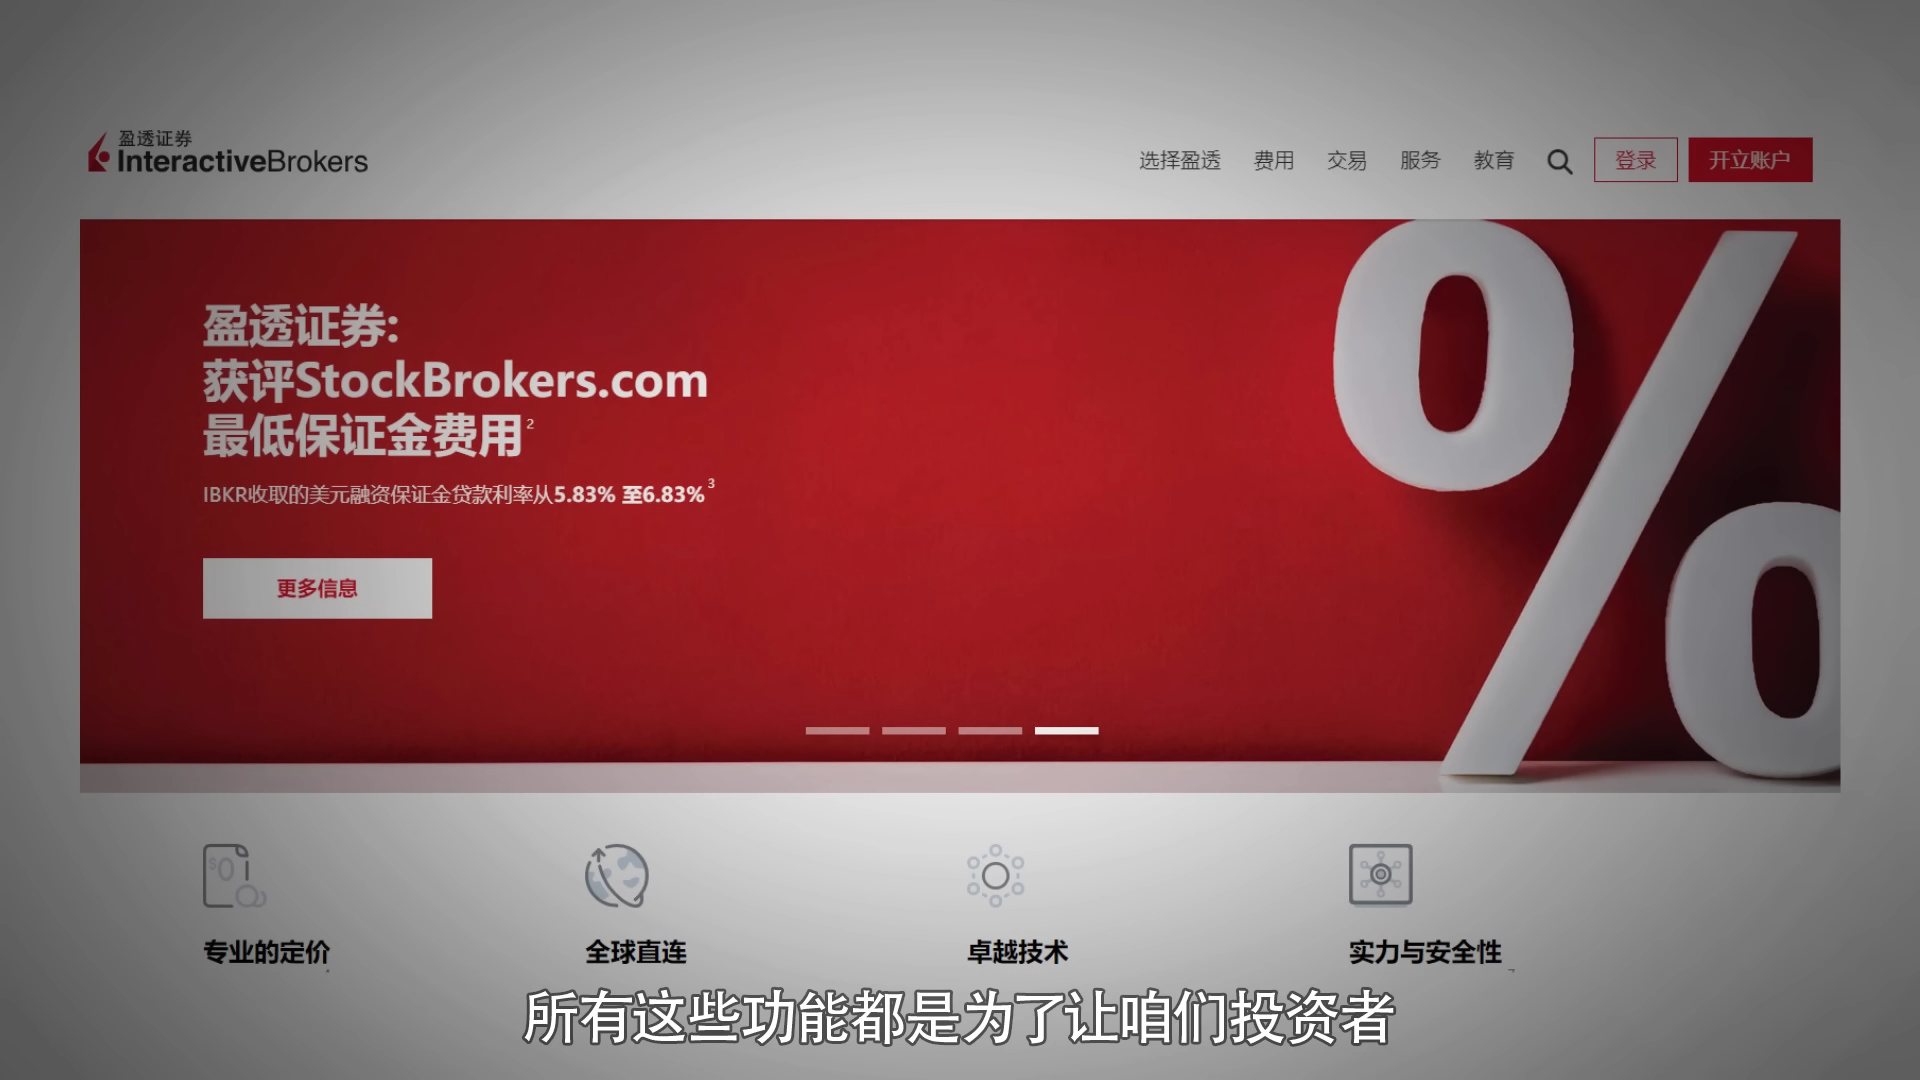 盈透证券
InteractiveBrokers
选择盈透 费用 交易 服务 教育 登录 开立账户
盈透证券:
获评StockBrokers.com
最低保证金费用2
IBKR收取的美元融资保证金贷款利率从5.83% 至6.83%3
更多信息
$0
专业的定价 全球直连 卓越技术 实力与安全性
所有这些功能都是为了让咱们投资者